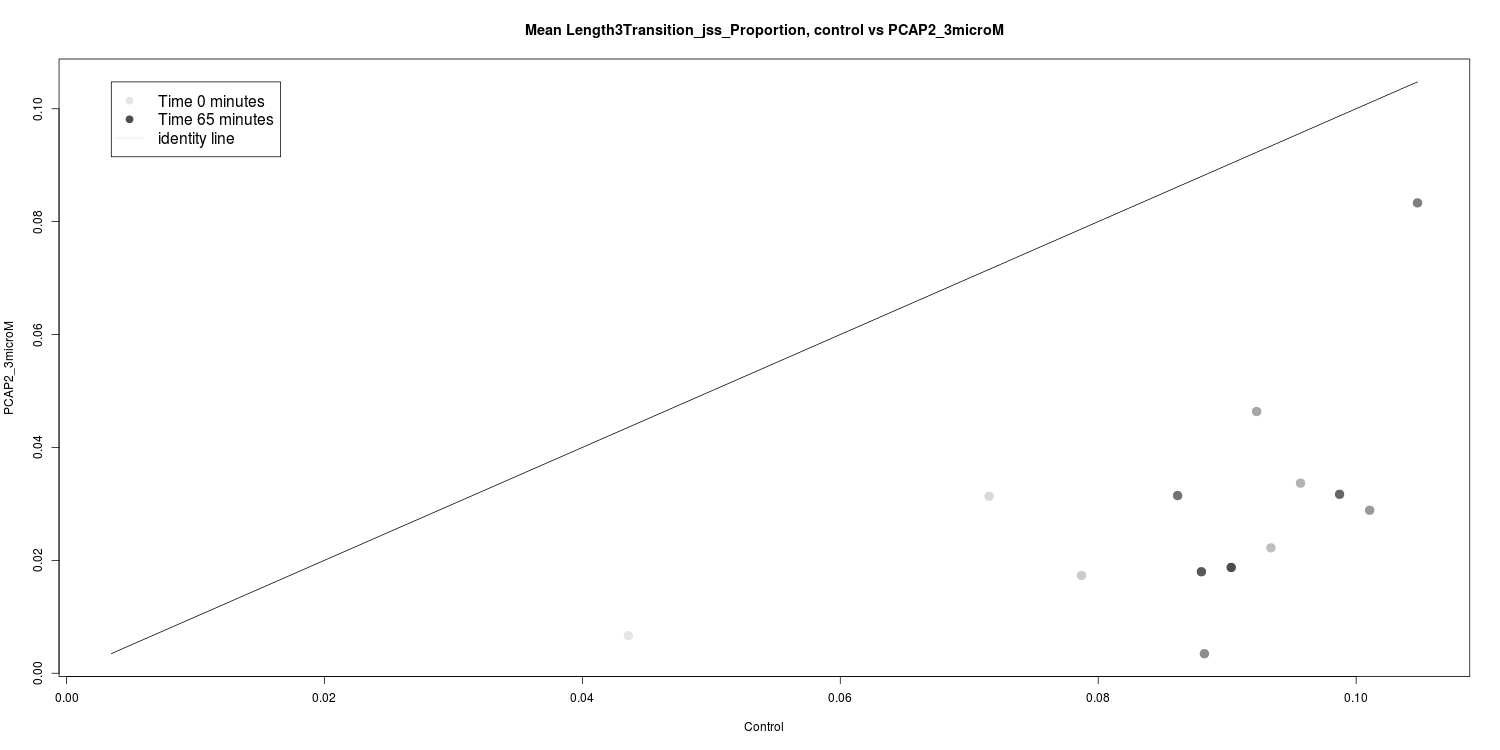 Mean Length3Transition_jss_Proportion, control vs PCAP2_3microM
Time 0 minutes
Time 65 minutes
identity line
PCAP2_3microM
0.10
0.08
0.06
0.04
0.02
0.00
0.00 0.02 0.04 0.06 0.08 0.10
Control